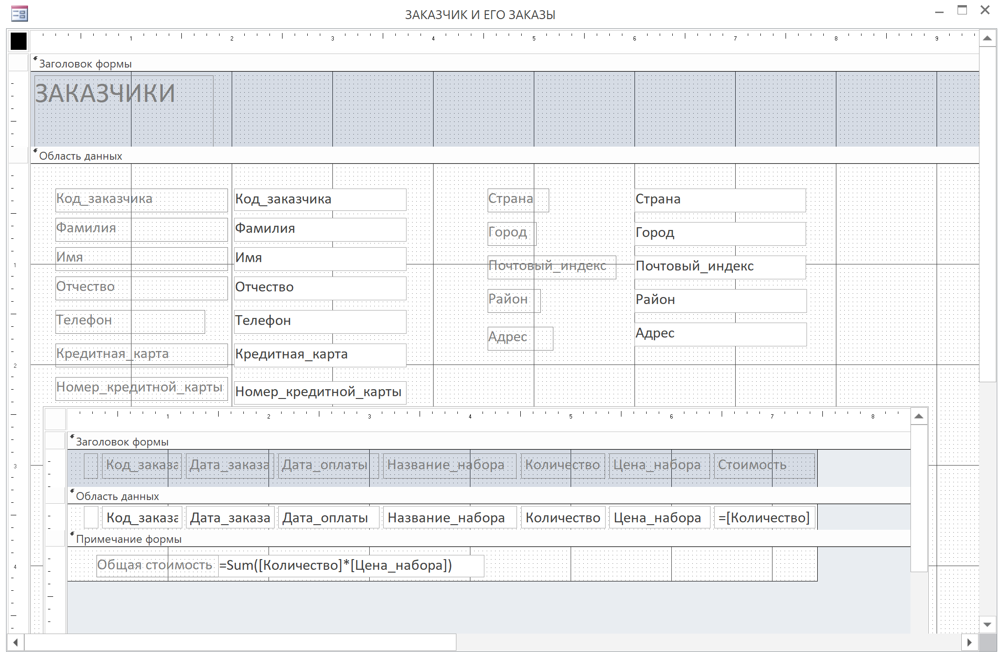 ЗАКАЗЧИК И ЕГО ЗАКАЗЫ
1 2 3 4 5 6 7 8 9
Заголовок формы
ЗАКАЗЧИКИ
Область данных
Код_заказчика Код_заказчика Страна Страна
Фамилия Фамилия Город Город
Имя Имя Почтовый_индекс Почтовый_индекс
1
Отчество Отчество Район Район
Телефон Телефон Адрес Адрес
Кредитная_карта Кредитная_карта
2
Номер_кредитной_карты Номер_кредитной_карты
1 2 3 4 5 6 7 8
Заголовок формы
3
Код_заказа Дата_заказа Дата_оплаты Название_набора Количество Цена_набора Стоимость
Область данных
Код_заказа Дата_заказа Дата_оплаты Название_набора Количество Цена_набора =[Количество]
Примечание формы
4
Общая стоимость =Sum([Количество]*[Цена_набора])